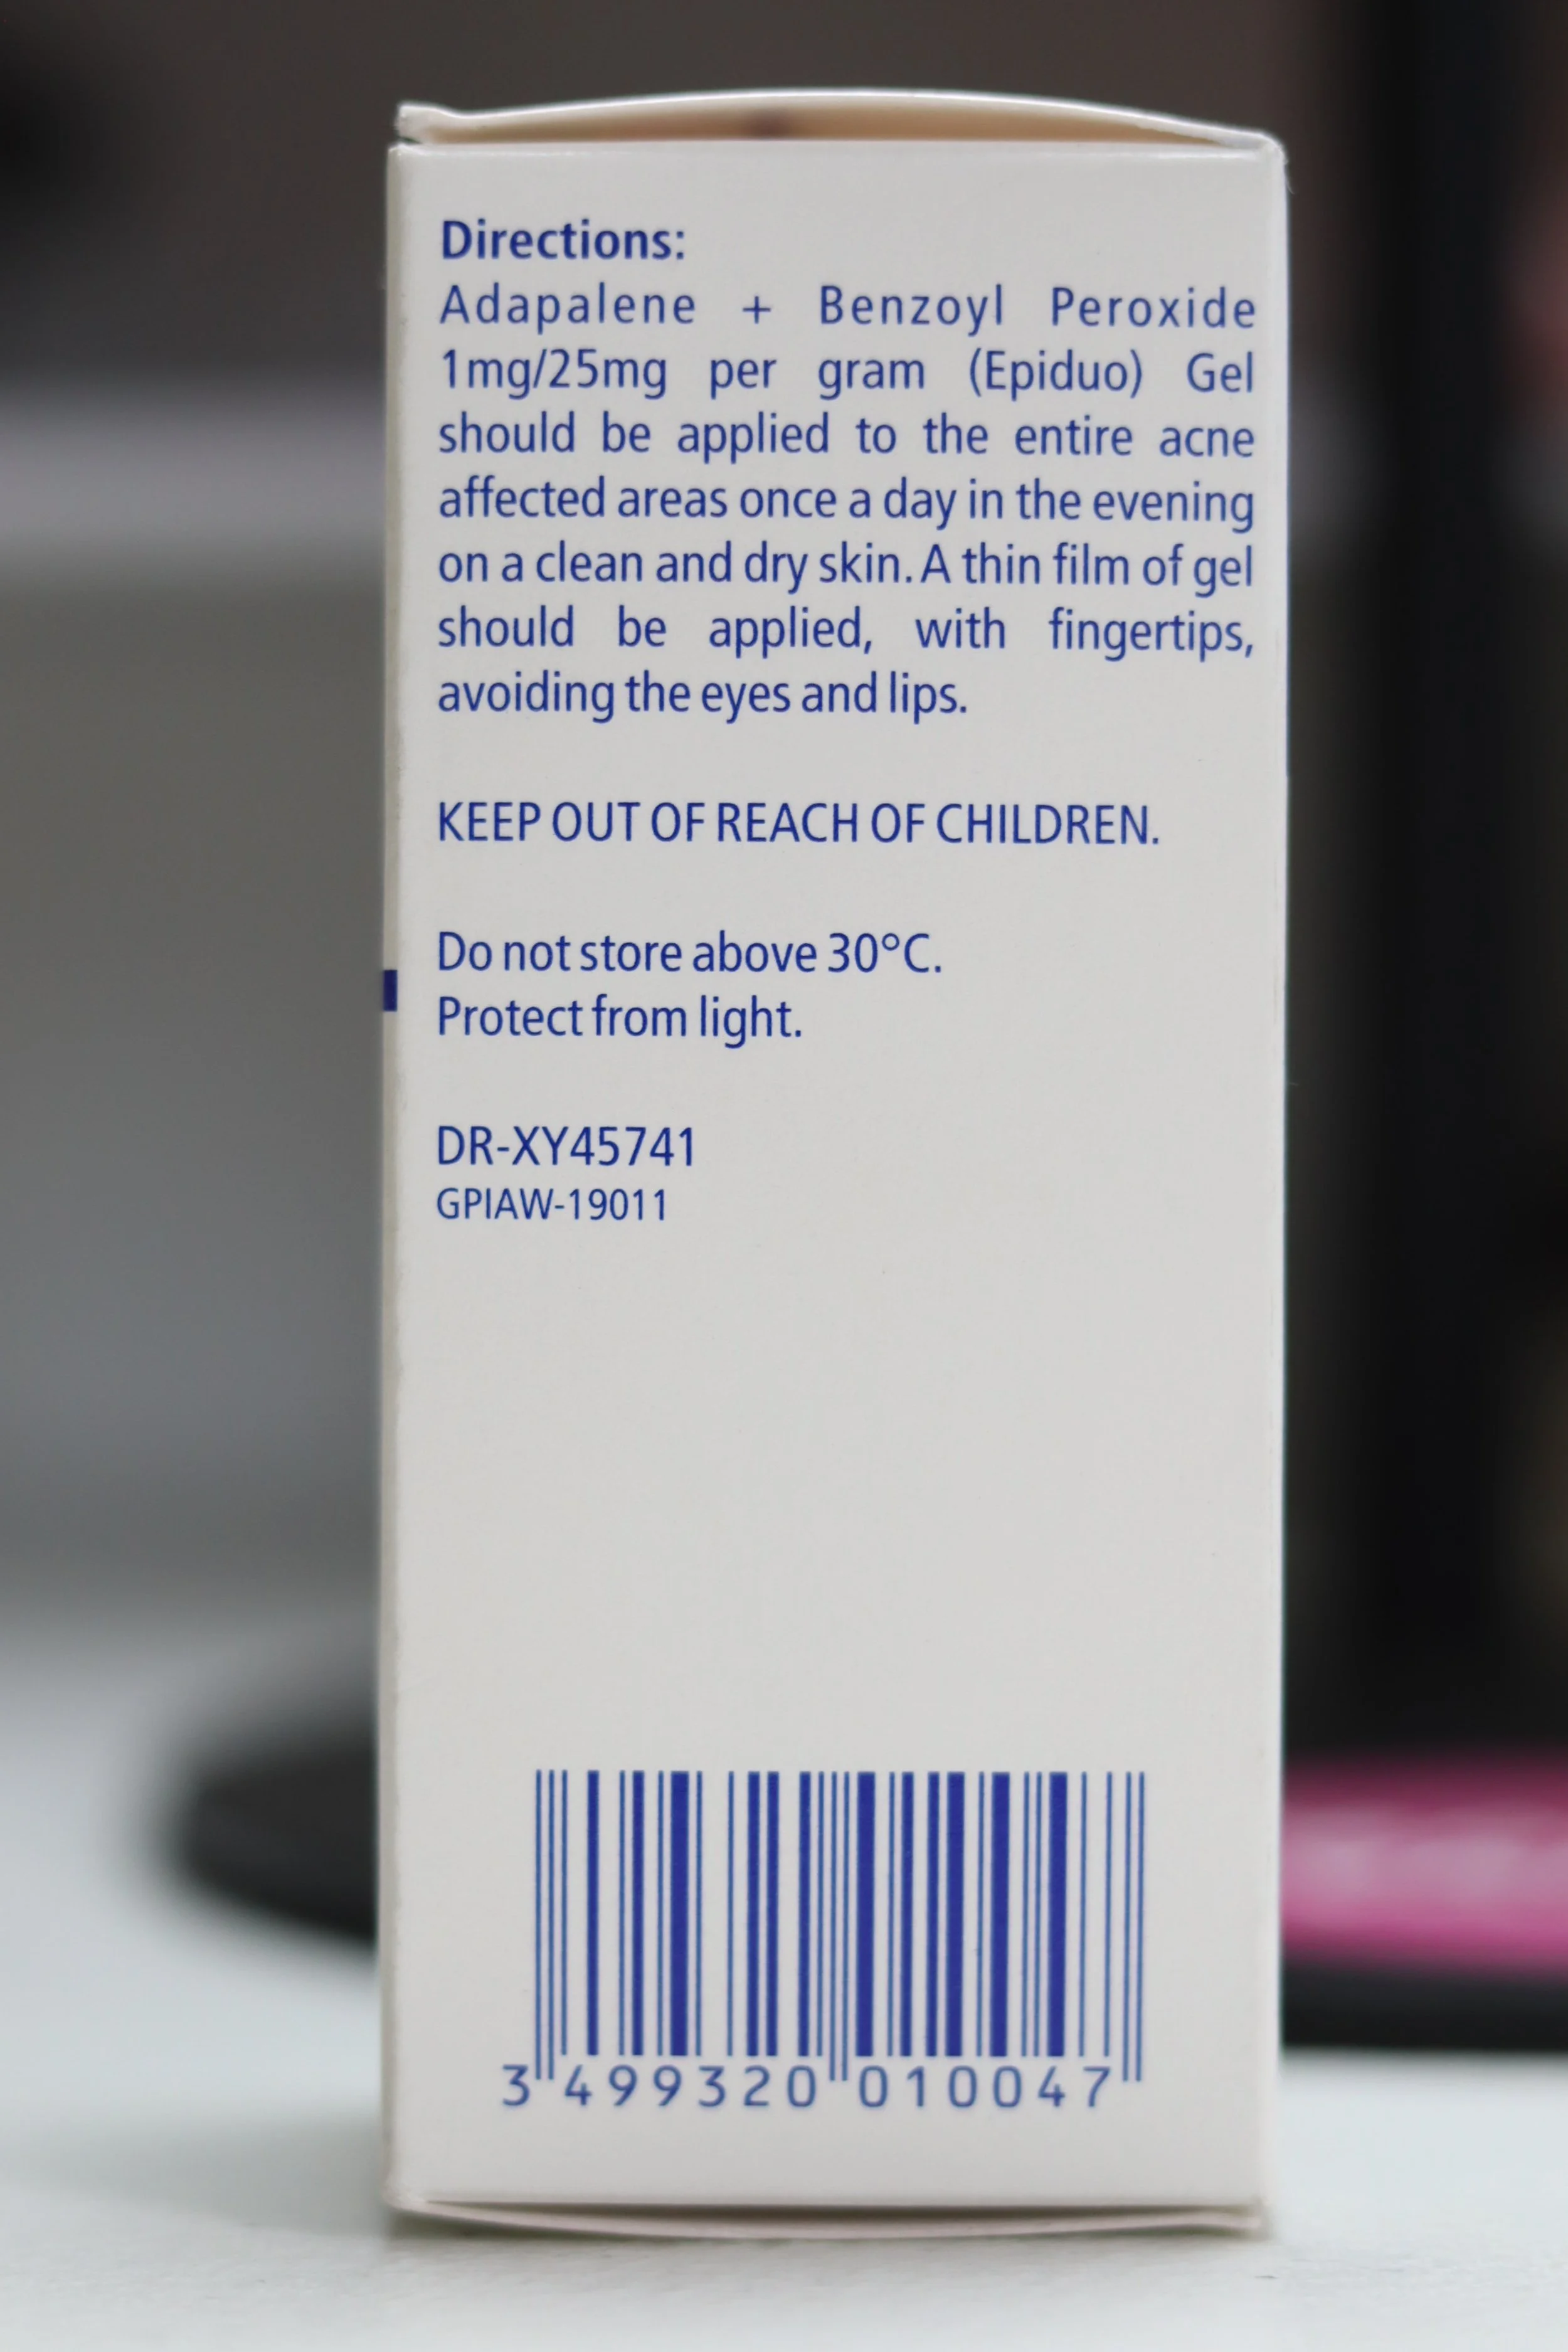 Directions:
Adapalene + Benzoyl Peroxide
1mg/25mg per gram (Epiduo) Gel
should be applied to the entire acne
affected areas once a day in the evening
on a clean and dry skin. A thin film of gel
should be applied, with fingertips,
avoiding the eyes and lips.
KEEP OUT OF REACH OF CHILDREN.
Do not store above 30°C.
Protect from light.
DR-XY45741
GPIAW-19011
3 499320 010047